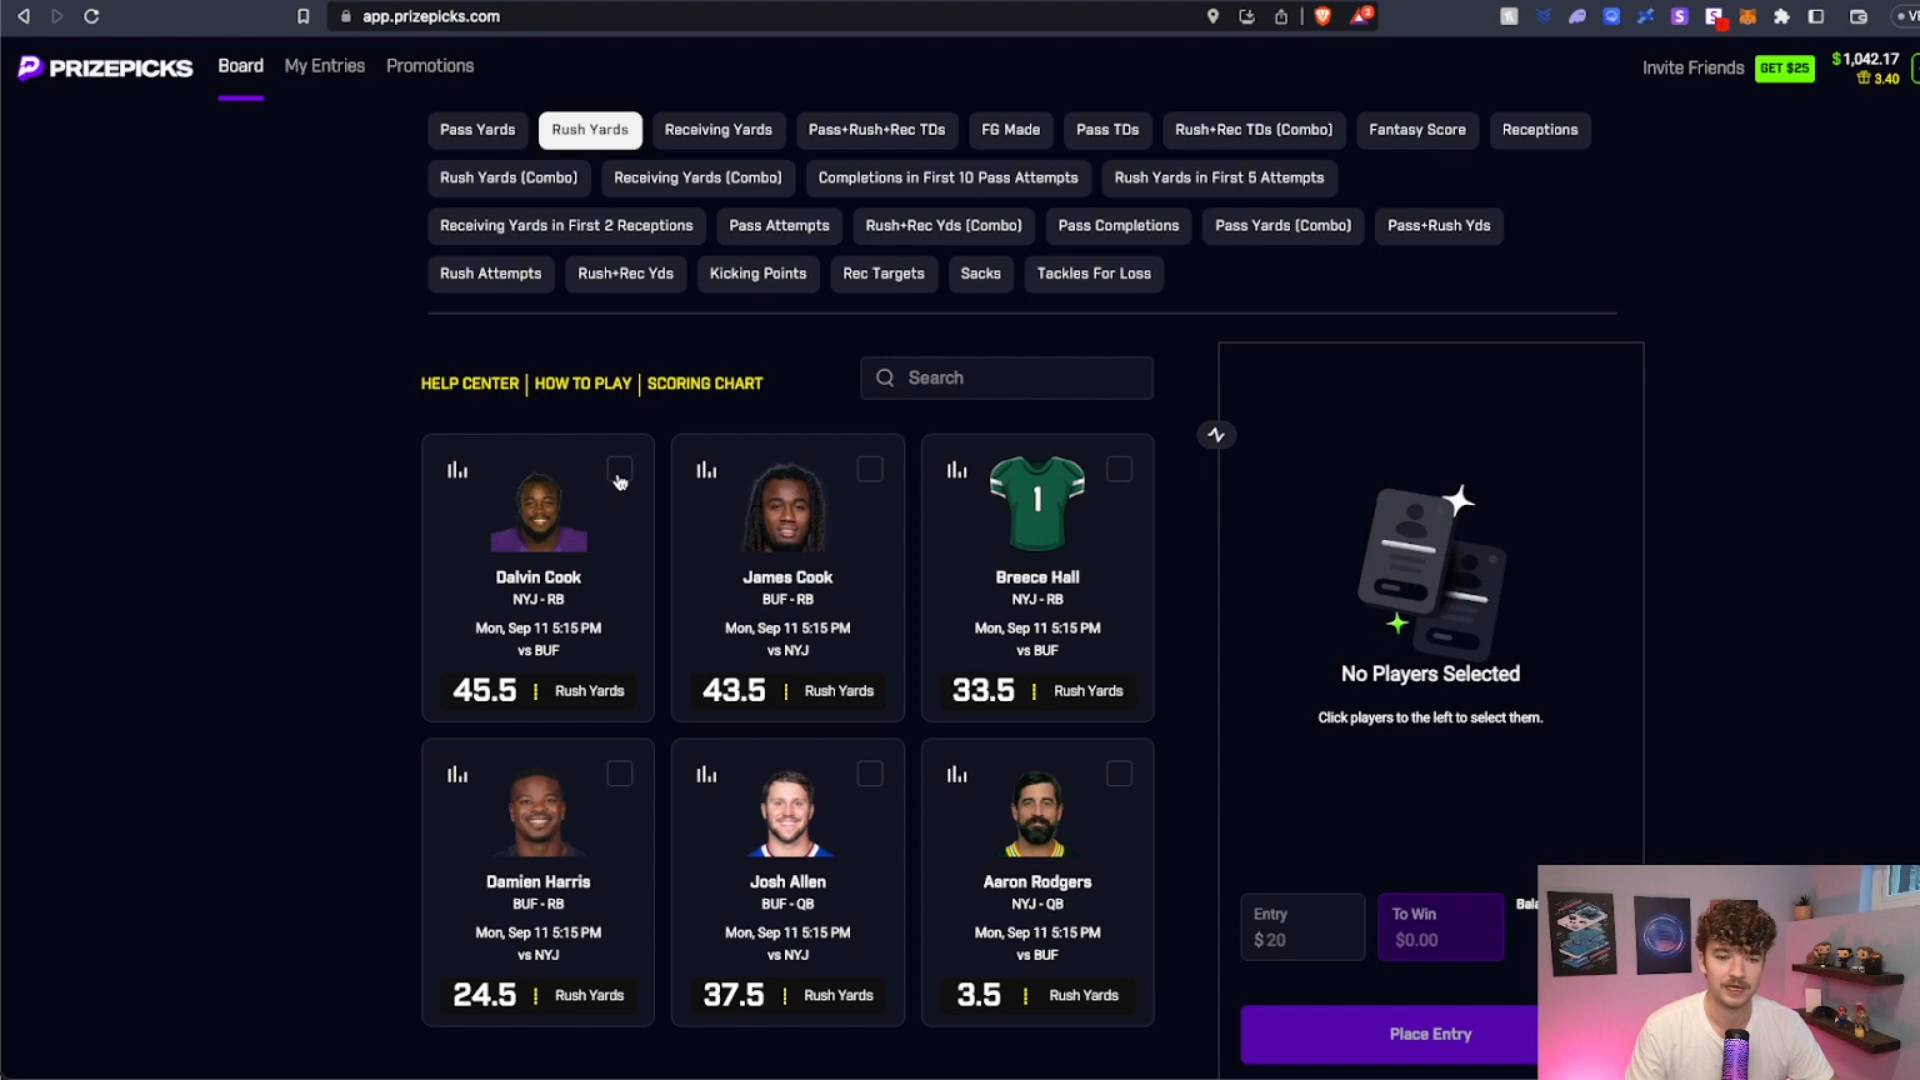 app.prizepicks.com
PRIZEPICKS
Board
My Entries
Promotions
Invite Friends
GET $25
$1,042.17
3.40
Pass Yards
Rush Yards
Receiving Yards
Pass+Rush+Rec TDs
FG Made
Pass TDs
Rush+Rec TDs (Combo)
Fantasy Score
Receptions
Rush Yards (Combo)
Receiving Yards (Combo)
Completions in First 10 Pass Attempts
Rush Yards in First 5 Attempts
Receiving Yards in First 2 Receptions
Pass Attempts
Rush+Rec Yds (Combo)
Pass Completions
Pass Yards (Combo)
Pass+Rush Yds
Rush Attempts
Rush+Rec Yds
Kicking Points
Rec Targets
Sacks
Tackles For Loss
HELP CENTER | HOW TO PLAY | SCORING CHART
Search
Dalvin Cook
NYJ - RB
Mon, Sep 11 5:15 PM
vs BUF
45.5
Rush Yards
James Cook
BUF - RB
Mon, Sep 11 5:15 PM
vs NYJ
43.5
Rush Yards
1
Breece Hall
NYJ - RB
Mon, Sep 11 5:15 PM
vs BUF
33.5
Rush Yards
Damien Harris
BUF - RB
Mon, Sep 11 5:15 PM
vs NYJ
24.5
Rush Yards
Josh Allen
BUF - QB
Mon, Sep 11 5:15 PM
vs NYJ
37.5
Rush Yards
Aaron Rodgers
NYJ - QB
Mon, Sep 11 5:15 PM
vs BUF
3.5
Rush Yards
No Players Selected
Click players to the left to select them.
Entry
$ 20
To Win
$0.00
Place Entry